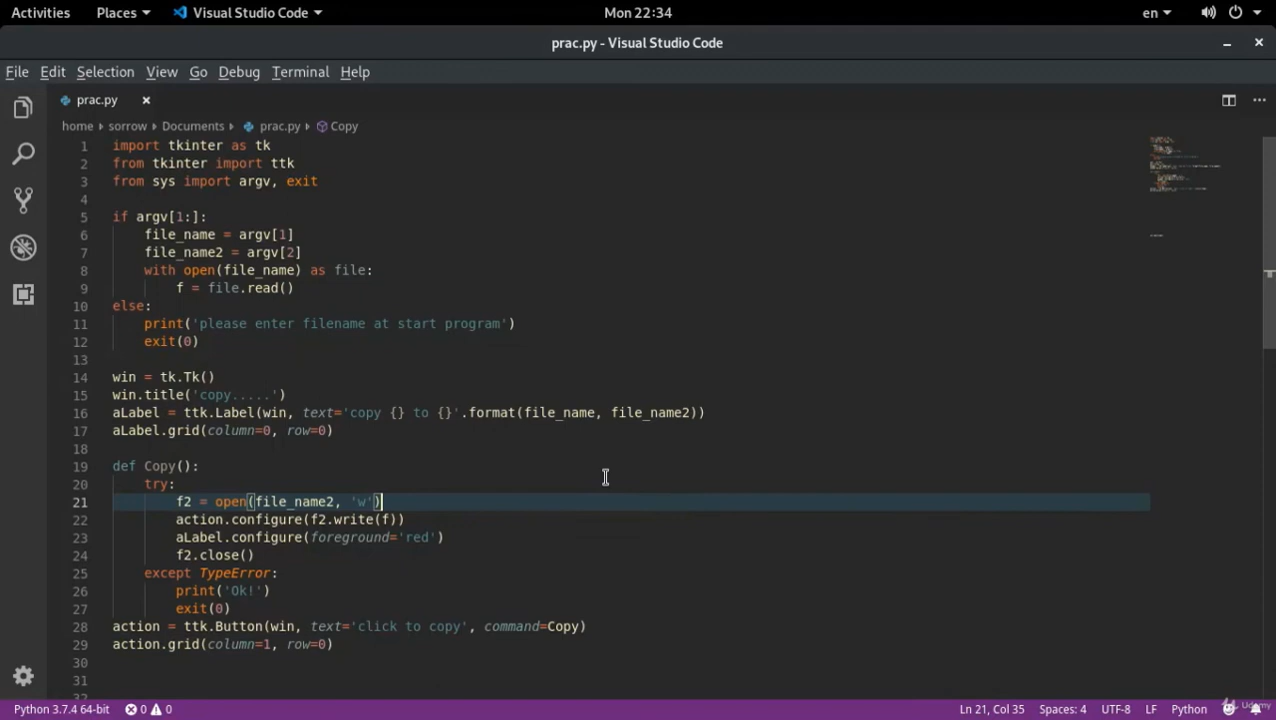 Activities Places Visual Studio Code Mon 22:34 en
prac.py - Visual Studio Code
File Edit Selection View Go Debug Terminal Help
prac.py
home › sorrow › Documents › prac.py › Copy
1 import tkinter as tk
2 from tkinter import ttk
3 from sys import argv, exit
4
5 if argv[1:]:
6 file_name = argv[1]
7 file_name2 = argv[2]
8 with open(file_name) as file:
9 f = file.read()
10 else:
11 print('please enter filename at start program')
12 exit(0)
13
14 win = tk.Tk()
15 win.title('copy.....')
16 aLabel = ttk.Label(win, text='copy {} to {}'.format(file_name, file_name2))
17 aLabel.grid(column=0, row=0)
18
19 def Copy():
20 try:
21 f2 = open(file_name2, 'w')
22 action.configure(f2.write(f))
23 aLabel.configure(foreground='red')
24 f2.close()
25 except TypeError:
26 print('Ok!')
27 exit(0)
28 action = ttk.Button(win, text='click to copy', command=Copy)
29 action.grid(column=1, row=0)
30
31
32
Python 3.7.4 64-bit 0 0 Ln 21, Col 35 Spaces: 4 UTF-8 LF Python
Udemy